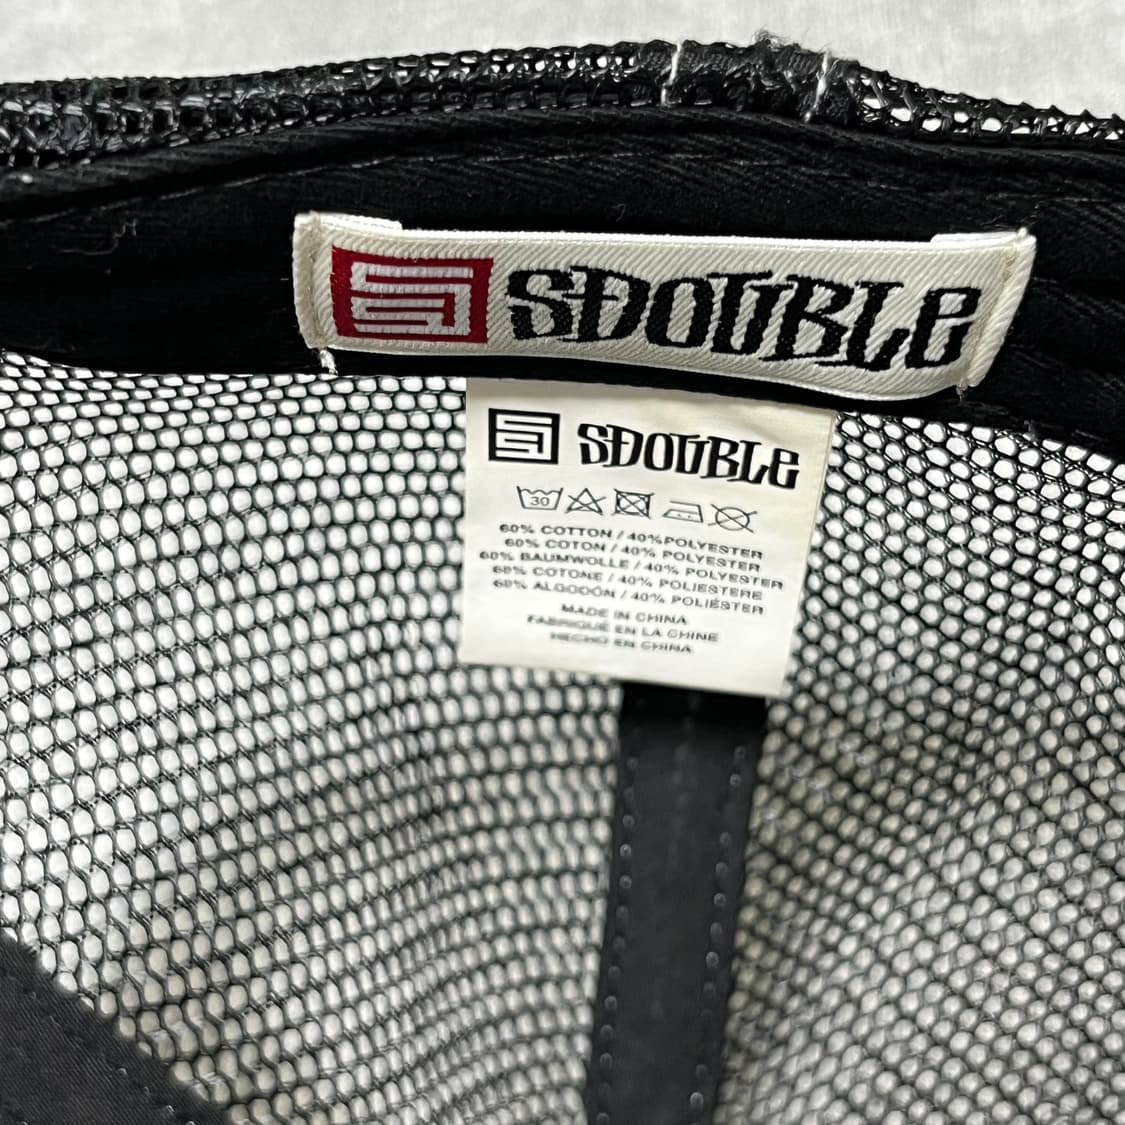 SDOUBLE
SDOUBLE
30
60% COTTON / 40% POLYESTER
60% COTON / 40% POLYESTER
60% BAUMWOLLE / 40% POLYESTER
60% COTONE / 40% POLIESTERE
60% ALGODÓN / 40% POLIÉSTER
MADE IN CHINA
FABRIQUÉ EN LA CHINE
HECHO EN CHINA